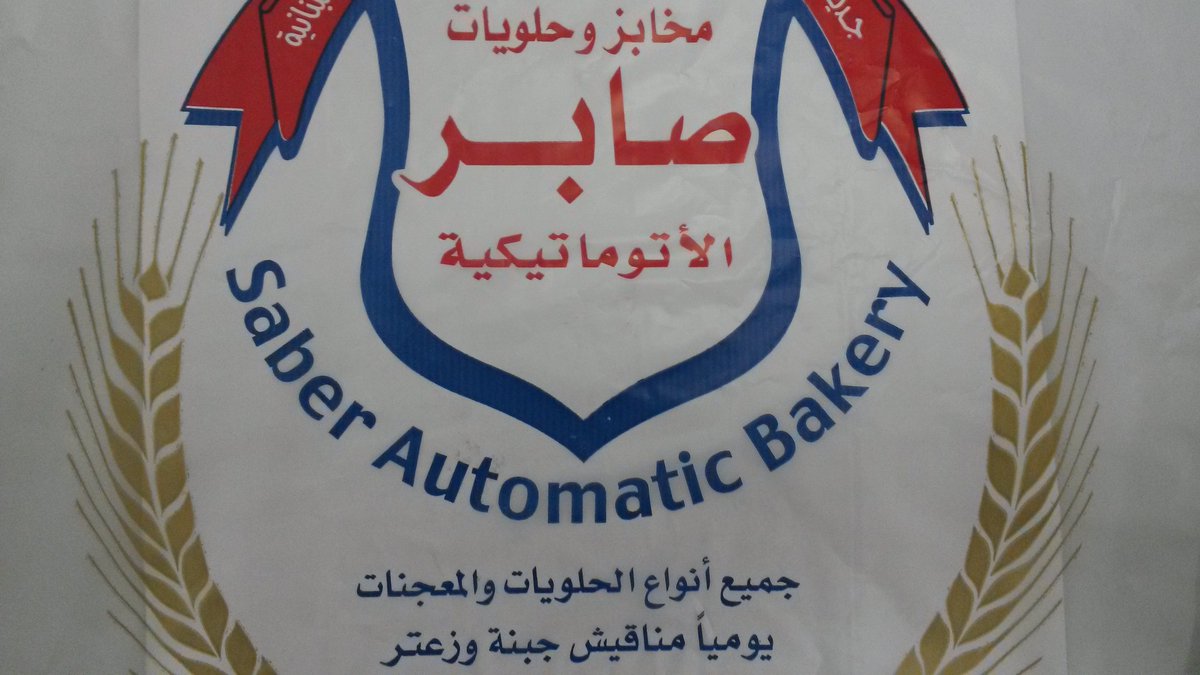 مخابز وحلويات
صابر
الأتوماتيكية
Saber Automatic Bakery
جميع أنواع الحلويات والمعجنات
يومياً مناقيش جبنة وزعتر